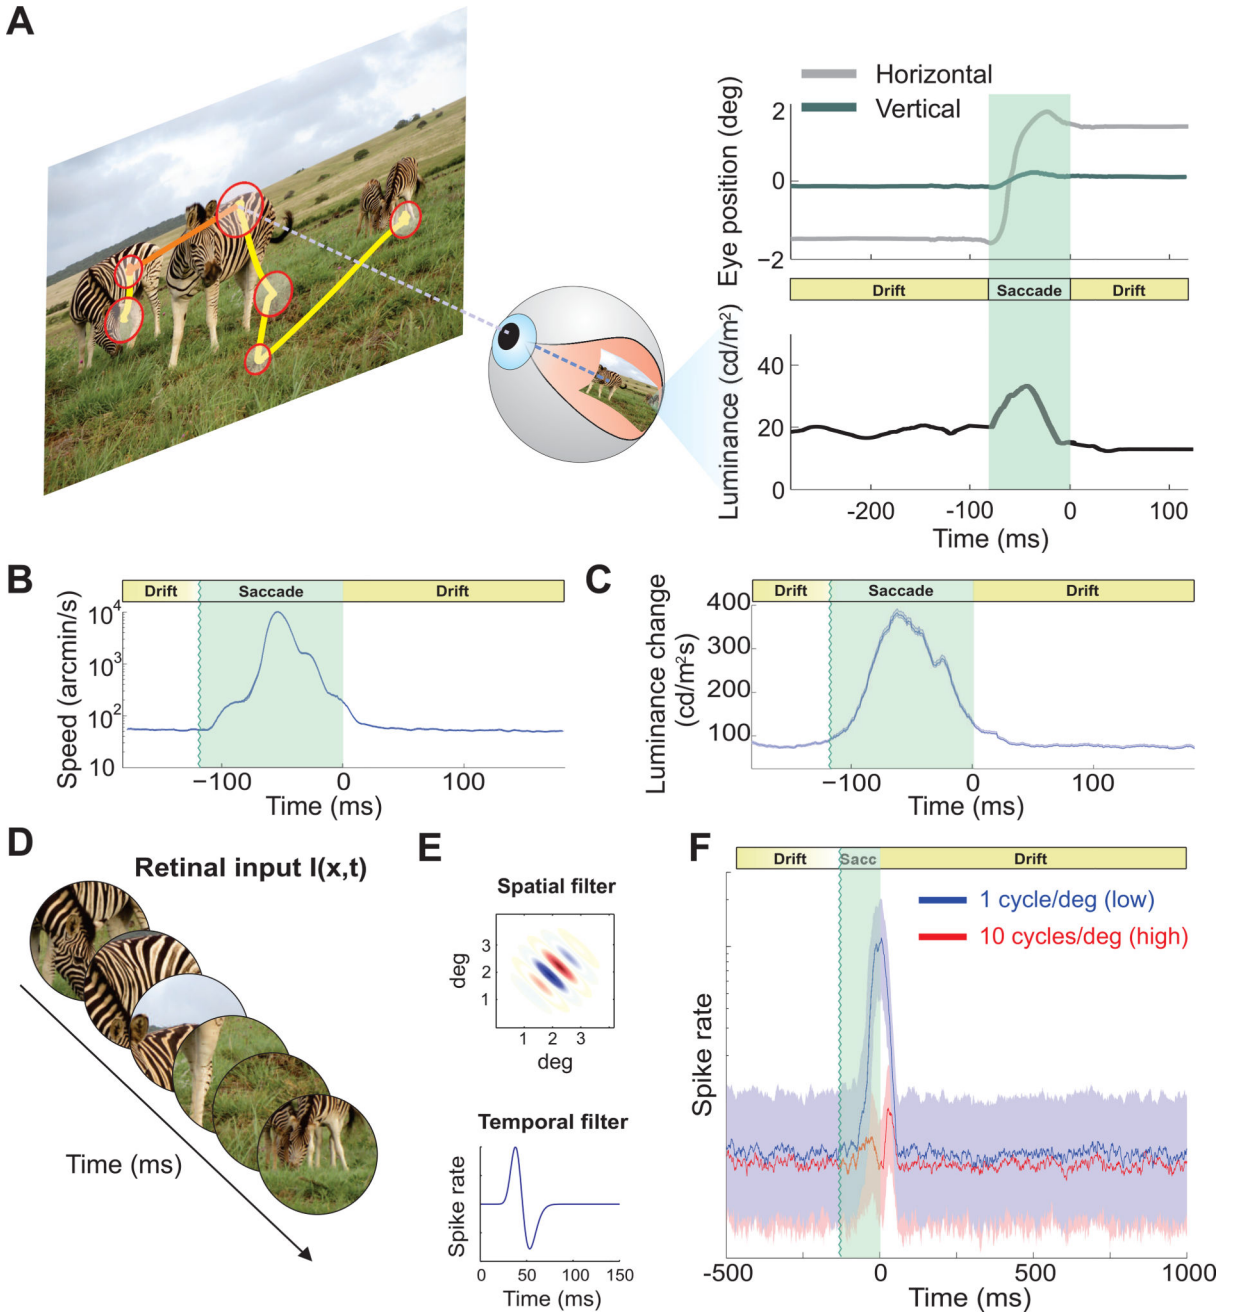 A
Horizontal
Vertical
Eye position (deg)
2
0
−2
Drift
Saccade
Drift
Luminance (cd/m²)
40
20
0
-200
-100
0
100
Time (ms)
B
Drift
Saccade
Drift
Speed (arcmin/s)
10⁴
10³
10²
10
−100
0
100
Time (ms)
C
Drift
Saccade
Drift
Luminance change
(cd/m²s)
400
300
200
100
−100
0
100
Time (ms)
D
Retinal input I(x,t)
Time (ms)
E
Spatial filter
deg
3
2
1
1 2 3
deg
Temporal filter
Spike rate
0 50 100 150
Time (ms)
F
Drift
Sacc
Drift
1 cycle/deg (low)
10 cycles/deg (high)
Spike rate
-500
0
500
1000
Time (ms)